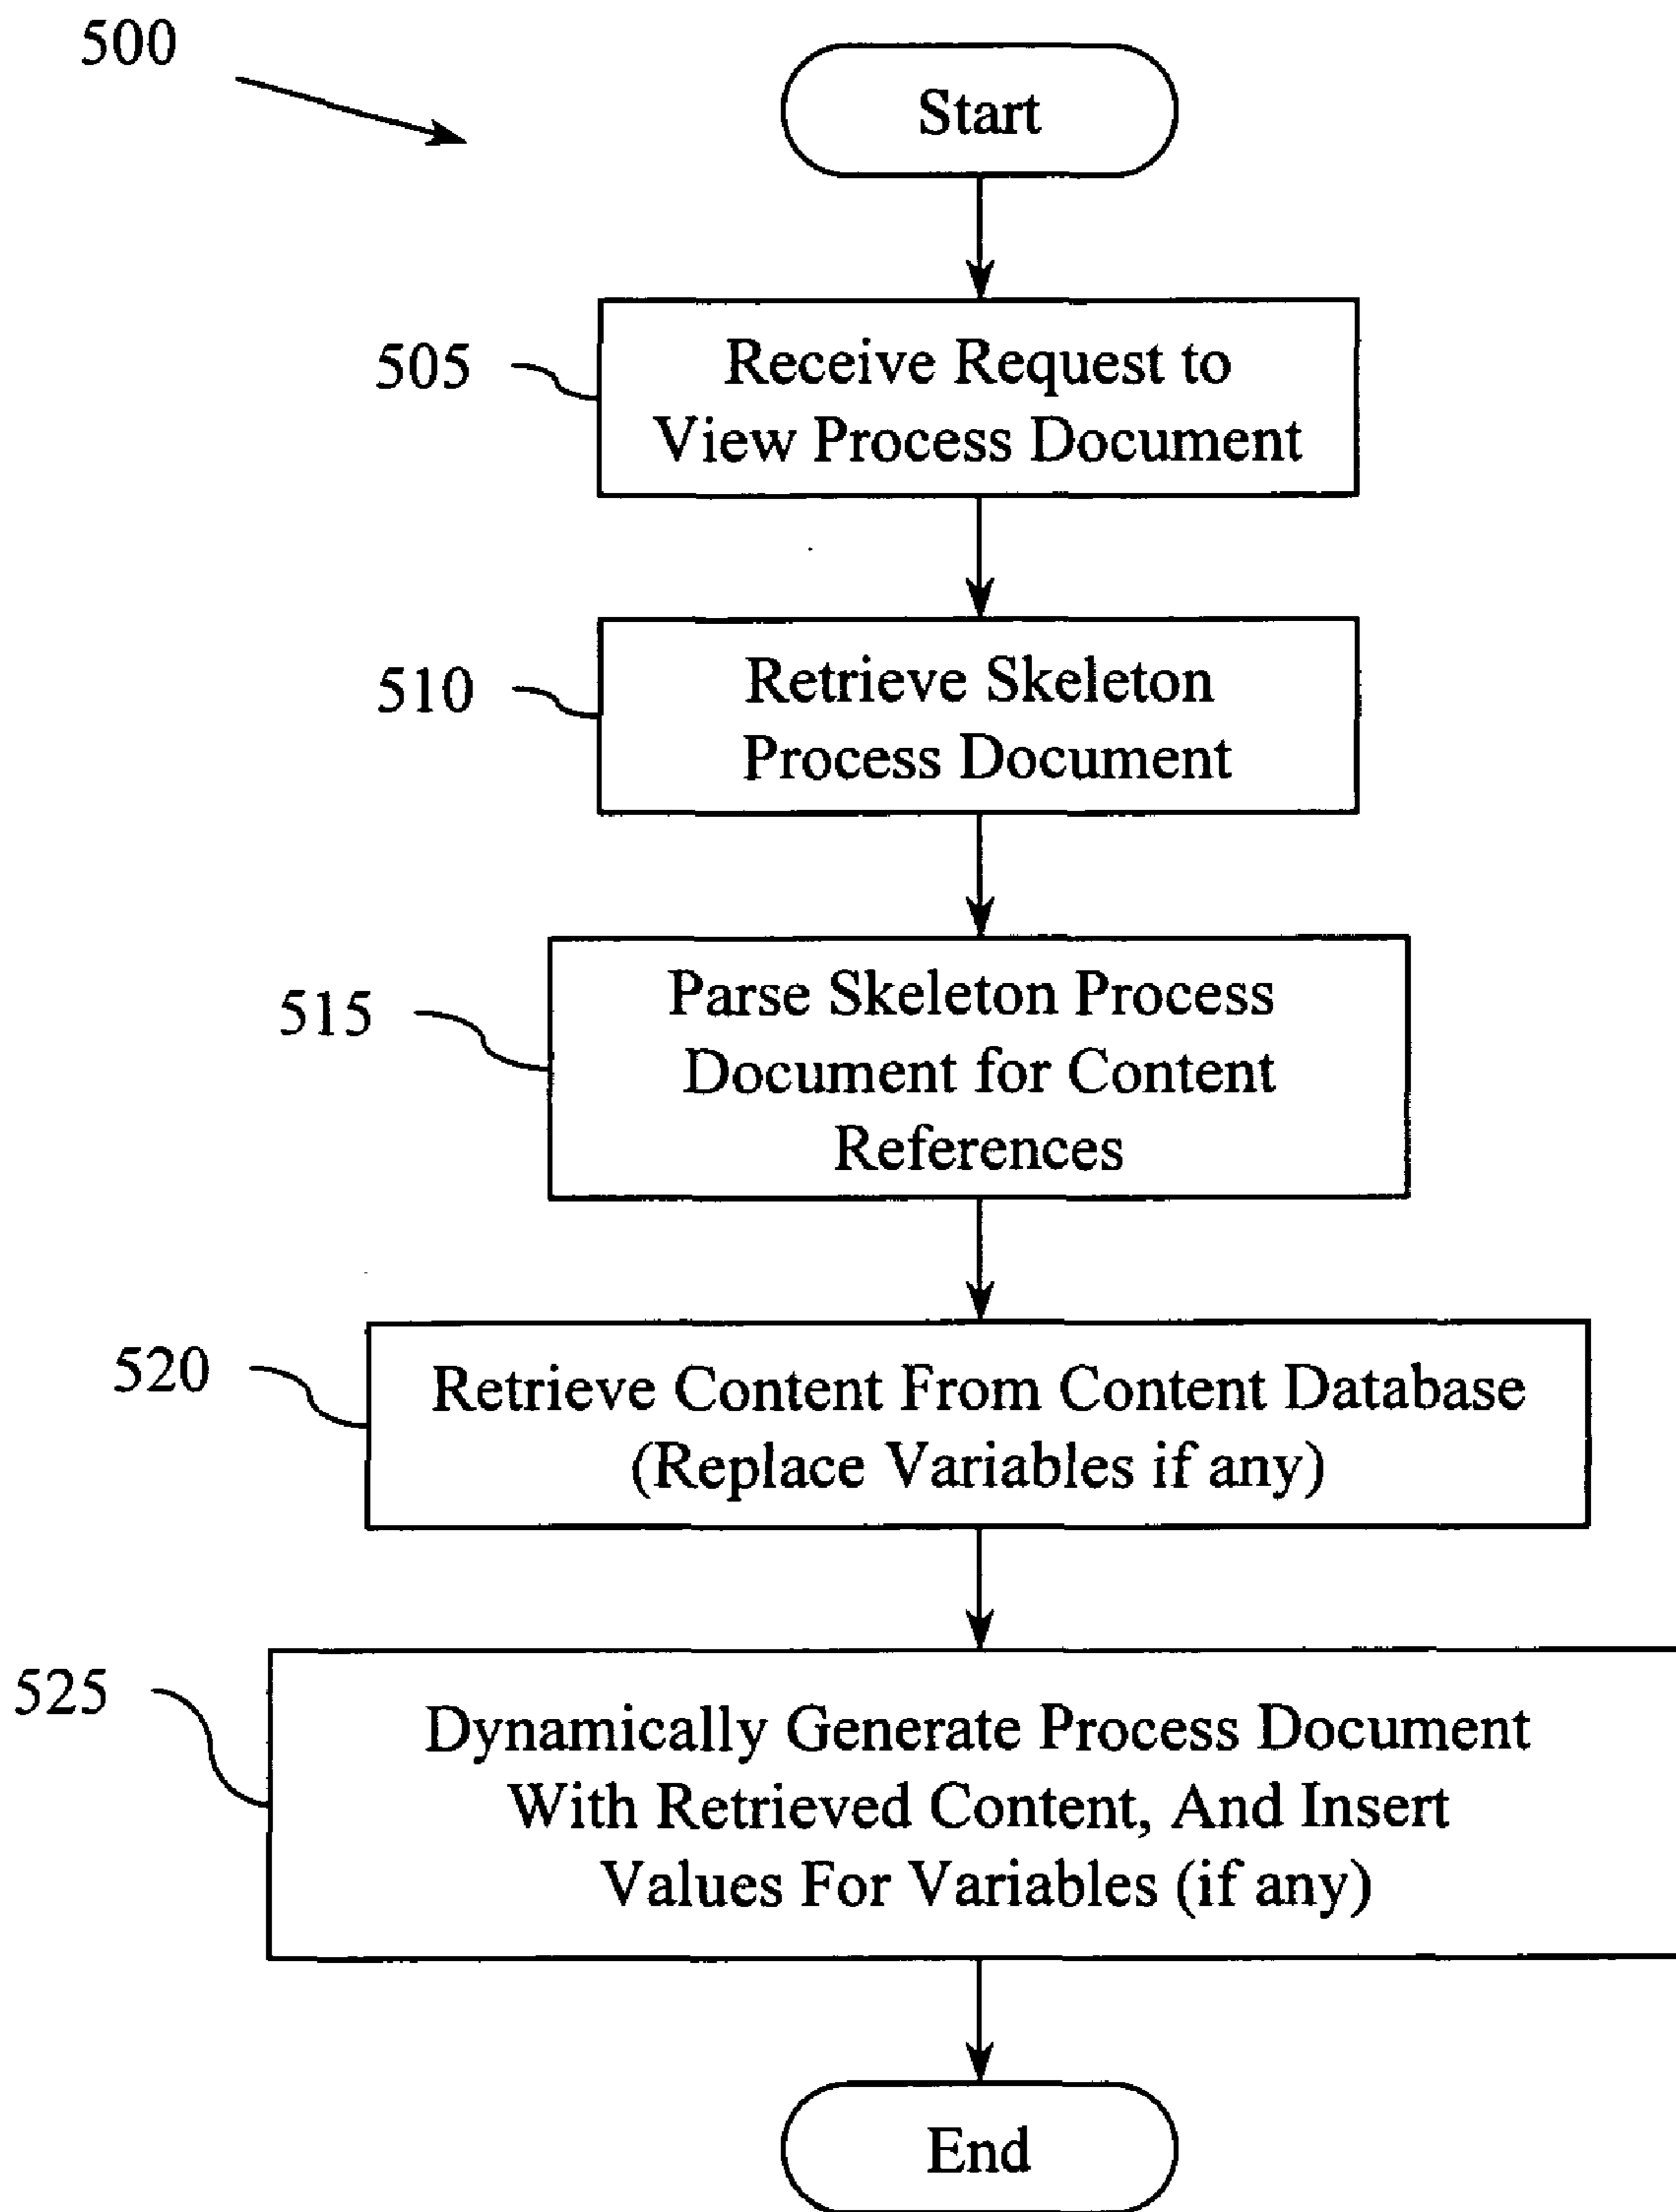 500
Start
505
Receive Request to
View Process Document
510
Retrieve Skeleton
Process Document
515
Parse Skeleton Process
Document for Content
References
520
Retrieve Content From Content Database
(Replace Variables if any)
525
Dynamically Generate Process Document
With Retrieved Content, And Insert
Values For Variables (if any)
End